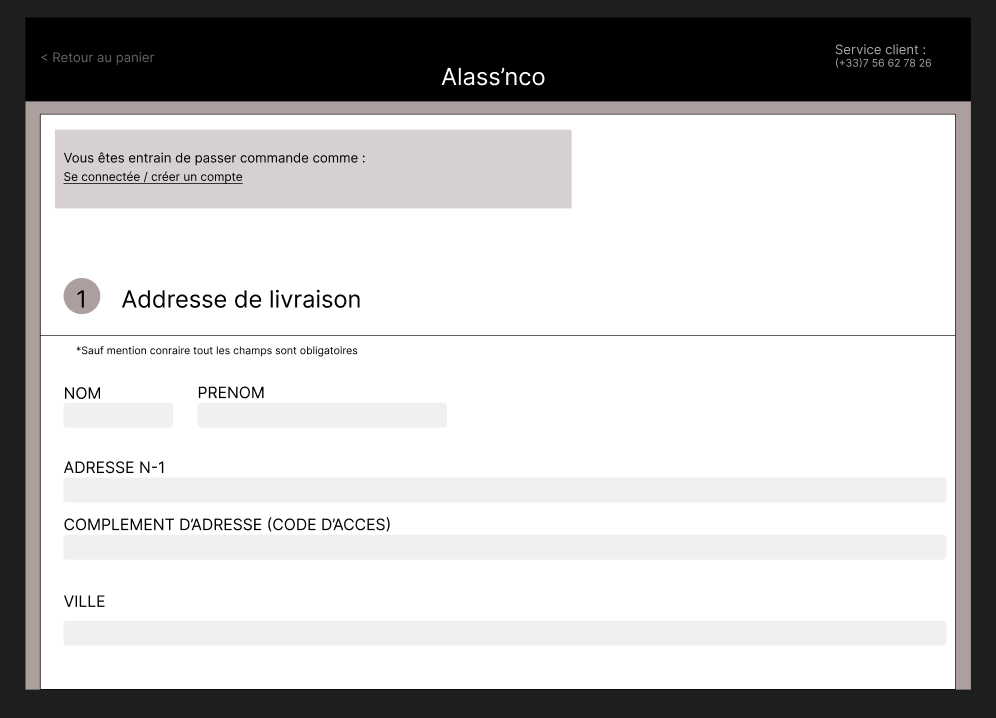 < Retour au panier
Service client :
(+33)7 56 62 78 26
Alass’nco
Vous êtes entrain de passer commande comme :
Se connectée / créer un compte
1 Addresse de livraison
*Sauf mention conraire tout les champs sont obligatoires
NOM PRENOM
ADRESSE N-1
COMPLEMENT D’ADRESSE (CODE D’ACCES)
VILLE